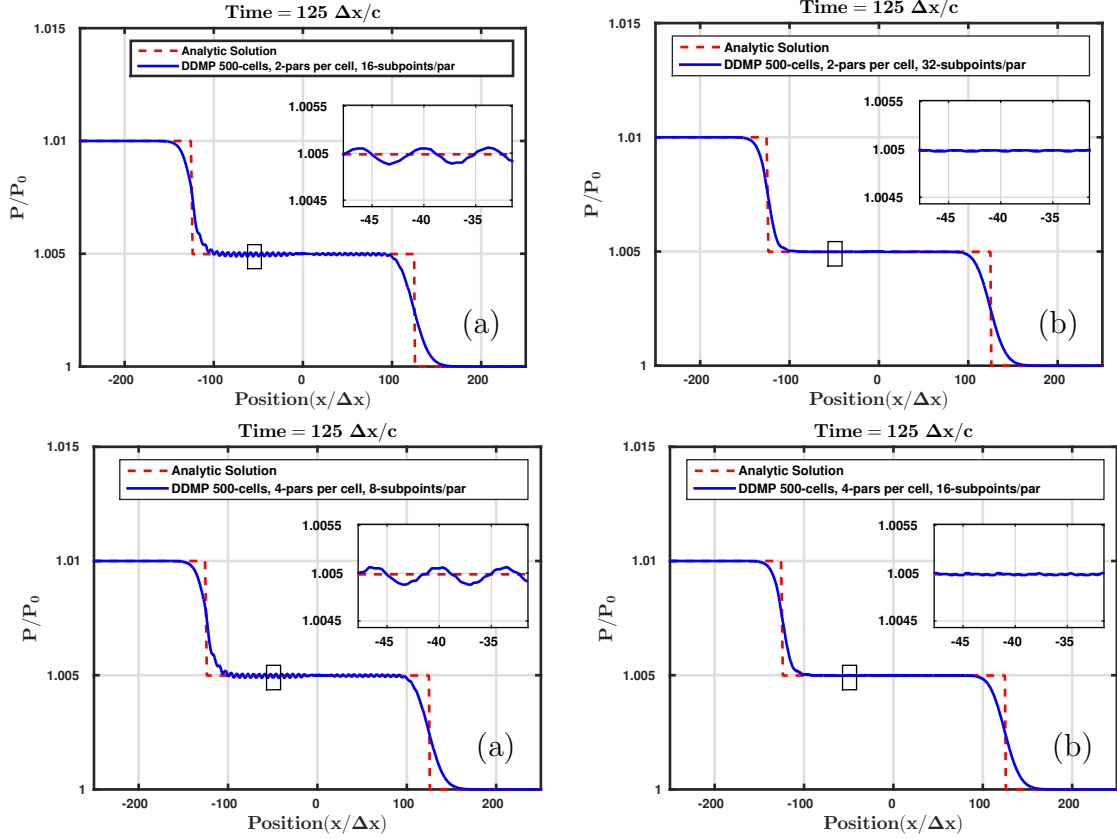 Time = 125 Δx/c
P/P₀
1.015
1.01
1.005
1
Analytic Solution
DDMP 500-cells, 2-pars per cell, 16-subpoints/par
1.0055
1.005
1.0045
-45 -40 -35
(a)
-200 -100 0 100 200
Position(x/Δx)
Time = 125 Δx/c
P/P₀
1.015
1.01
1.005
1
Analytic Solution
DDMP 500-cells, 2-pars per cell, 32-subpoints/par
1.0055
1.005
1.0045
-45 -40 -35
(b)
-200 -100 0 100 200
Position(x/Δx)
Time = 125 Δx/c
P/P₀
1.015
1.01
1.005
1
Analytic Solution
DDMP 500-cells, 4-pars per cell, 8-subpoints/par
1.0055
1.005
1.0045
-45 -40 -35
(a)
-200 -100 0 100 200
Position(x/Δx)
Time = 125 Δx/c
P/P₀
1.015
1.01
1.005
1
Analytic Solution
DDMP 500-cells, 4-pars per cell, 16-subpoints/par
1.0055
1.005
1.0045
-45 -40 -35
(b)
-200 -100 0 100 200
Position(x/Δx)